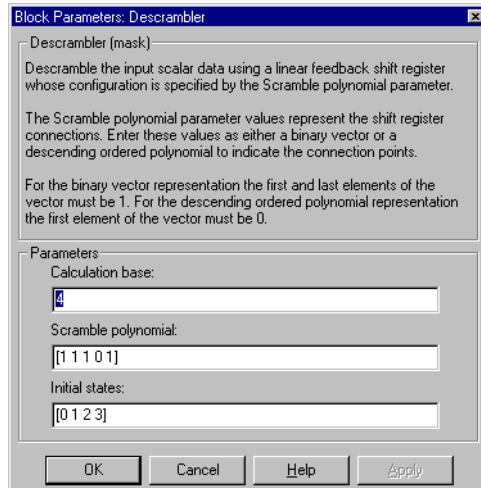 Block Parameters: Descrambler
Descrambler (mask)
Descramble the input scalar data using a linear feedback shift register
whose configuration is specified by the Scramble polynomial parameter.
The Scramble polynomial parameter values represent the shift register
connections. Enter these values as either a binary vector or a
descending ordered polynomial to indicate the connection points.
For the binary vector representation the first and last elements of the
vector must be 1. For the descending ordered polynomial representation
the first element of the vector must be 0.
Parameters
Calculation base:
4
Scramble polynomial:
[1 1 1 0 1]
Initial states:
[0 1 2 3]
OK Cancel Help Apply